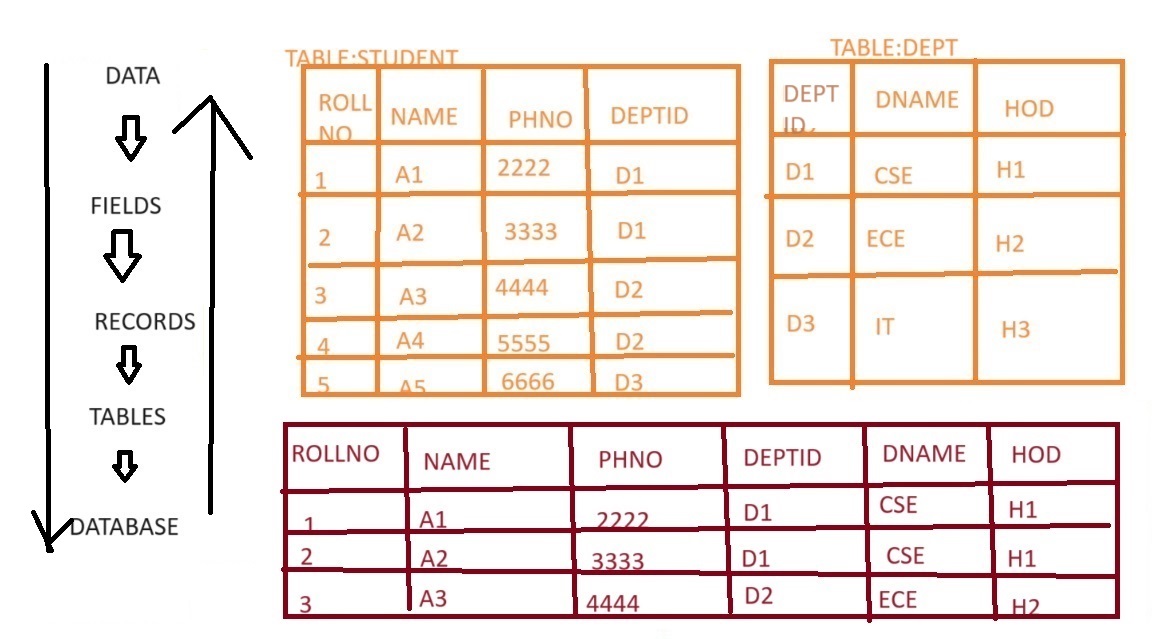 DATA
FIELDS
RECORDS
TABLES
DATABASE
TABLE:STUDENT
ROLL NO NAME PHNO DEPTID
1 A1 2222 D1
2 A2 3333 D1
3 A3 4444 D2
4 A4 5555 D2
5 A5 6666 D3
TABLE:DEPT
DEPT ID DNAME HOD
D1 CSE H1
D2 ECE H2
D3 IT H3
ROLLNO NAME PHNO DEPTID DNAME HOD
1 A1 2222 D1 CSE H1
2 A2 3333 D1 CSE H1
3 A3 4444 D2 ECE H2